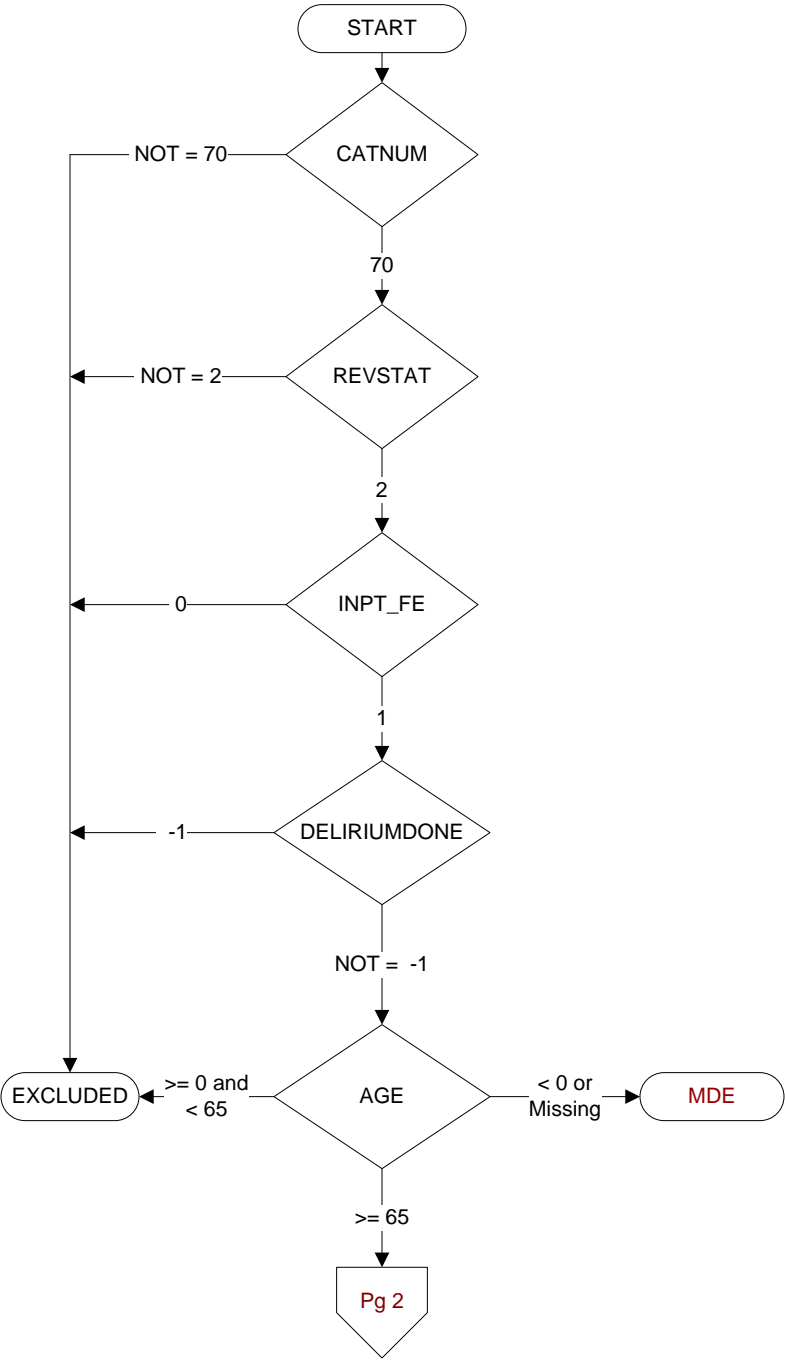 START
CATNUM
NOT = 70
70
REVSTAT
NOT = 2
2
INPT_FE
0
1
DELIRIUMDONE
-1
NOT = -1
EXCLUDED
>= 0 and
< 65
AGE
< 0 or
Missing
MDE
>= 65
Pg 2